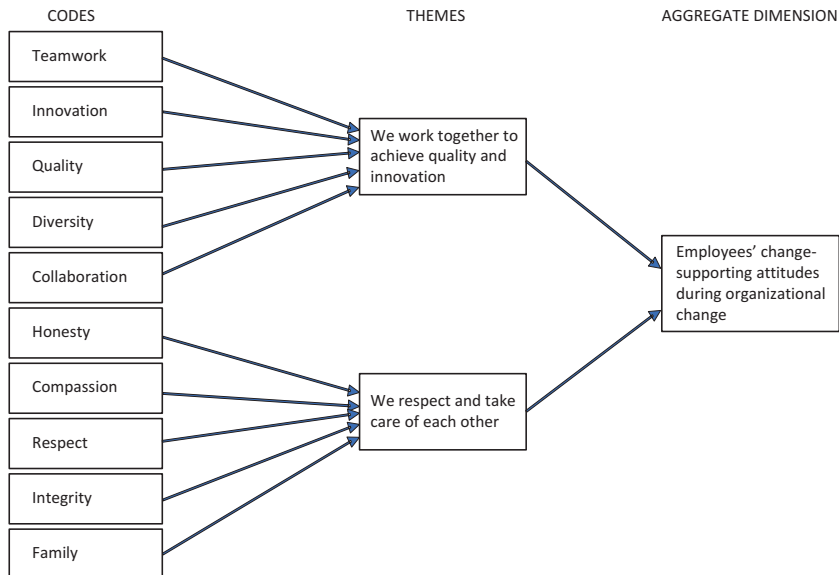 CODES
THEMES
AGGREGATE DIMENSION
Teamwork
Innovation
Quality
Diversity
Collaboration
Honesty
Compassion
Respect
Integrity
Family
We work together to
achieve quality and
innovation
We respect and take
care of each other
Employees’ change-
supporting attitudes
during organizational
change